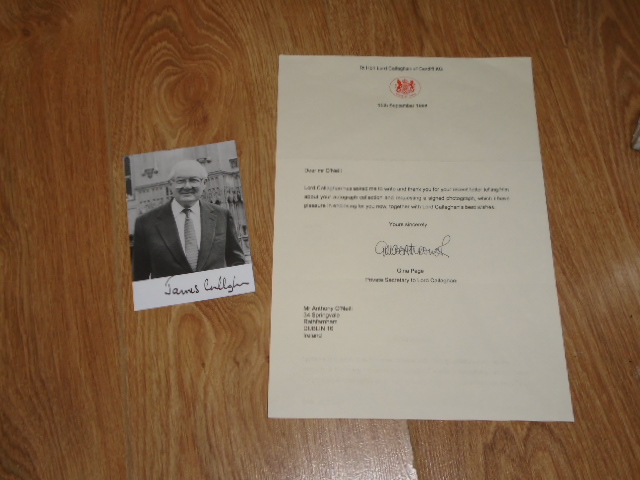 James Callaghan
Rt Hon Lord Callaghan of Cardiff KG
September
Dear Mr O'Neill
Lord Callaghan has asked me to write and thank you for your recent letter telling him
about your autograph collection and requesting a signed photograph, which I have
pleasure in enclosing for you now, together with Lord Callaghan's best wishes.
Yours sincerely
Gina Page
Private Secretary to Lord Callaghan
Mr Anthony O'Neill
34 Springvale
Rathfarnham
DUBLIN 16
Ireland